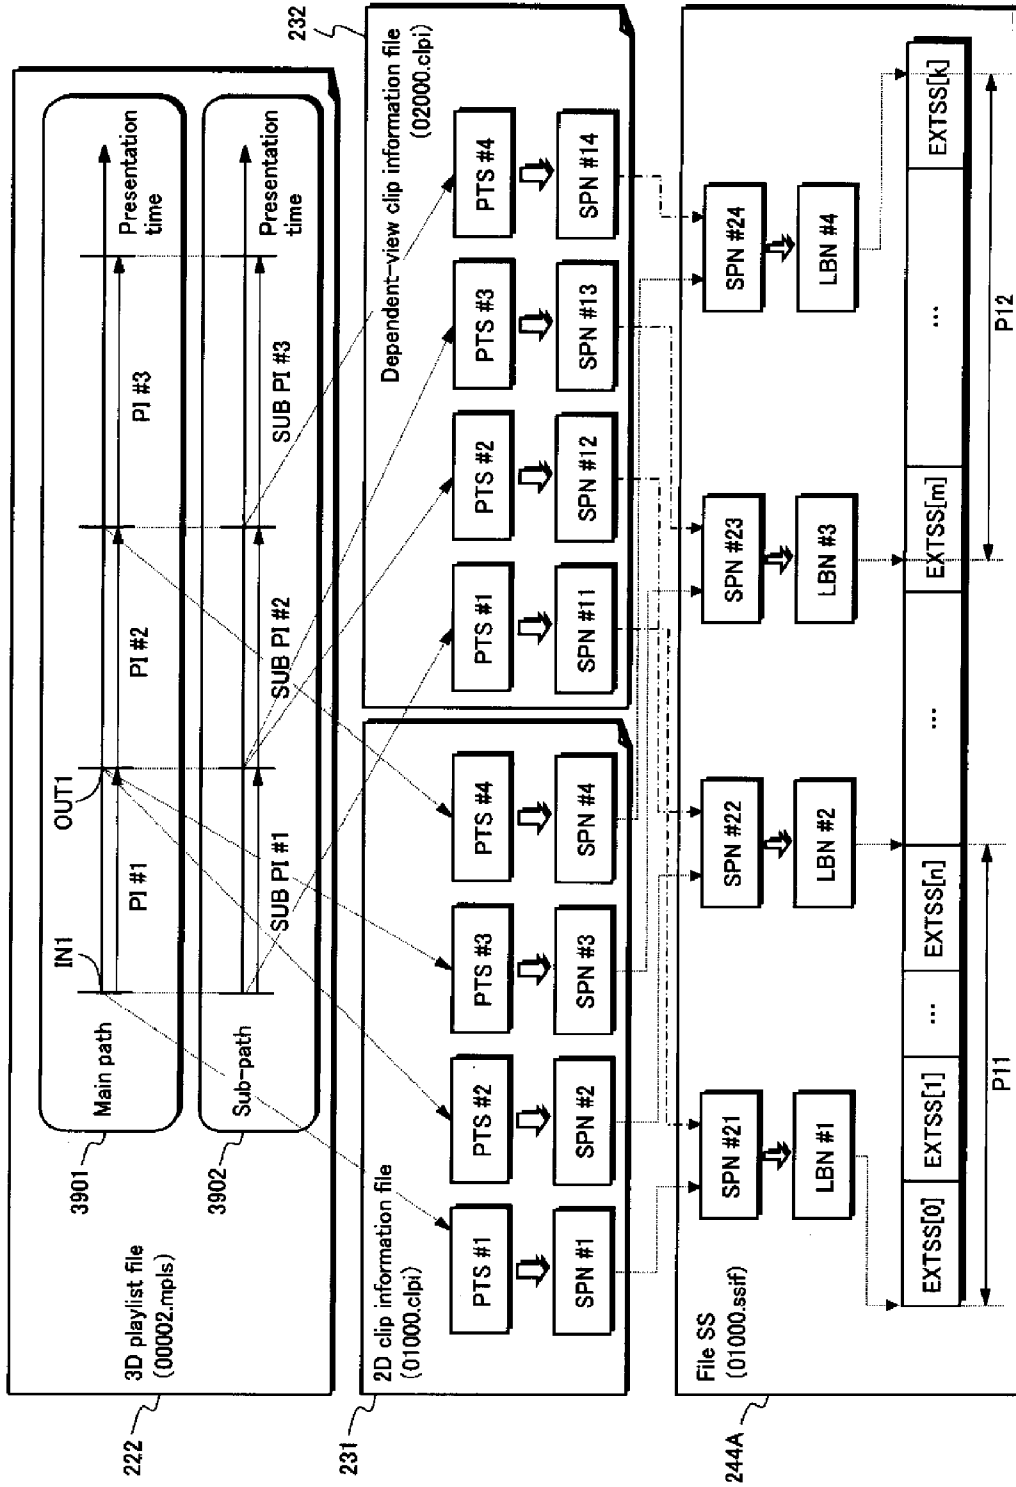 222
3D playlist file
(00002.mpls)
3901
Main path
IN1
OUT1
PI #1
PI #2
PI #3
Presentation
time
3902
Sub-path
SUB PI #1
SUB PI #2
SUB PI #3
Presentation
time
231
2D clip information file
(01000.clpi)
PTS #1
PTS #2
PTS #3
PTS #4
SPN #1
SPN #2
SPN #3
SPN #4
232
Dependent-view clip information file
(02000.clpi)
PTS #1
PTS #2
PTS #3
PTS #4
SPN #11
SPN #12
SPN #13
SPN #14
244A
File SS
(01000.ssif)
SPN #21
SPN #22
SPN #23
SPN #24
LBN #1
LBN #2
LBN #3
LBN #4
EXTSS[0]
EXTSS[1]
...
EXTSS[n]
...
EXTSS[m]
...
EXTSS[k]
P11
P12